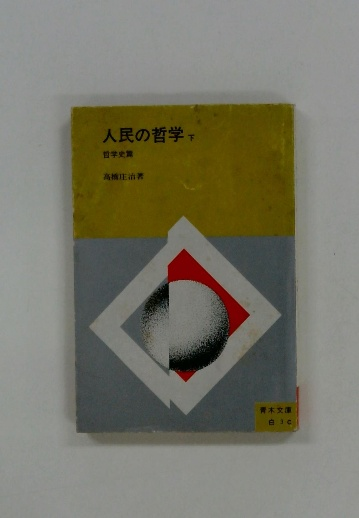 人民の哲学 下
哲学史篇
高橋庄治著
青木文庫